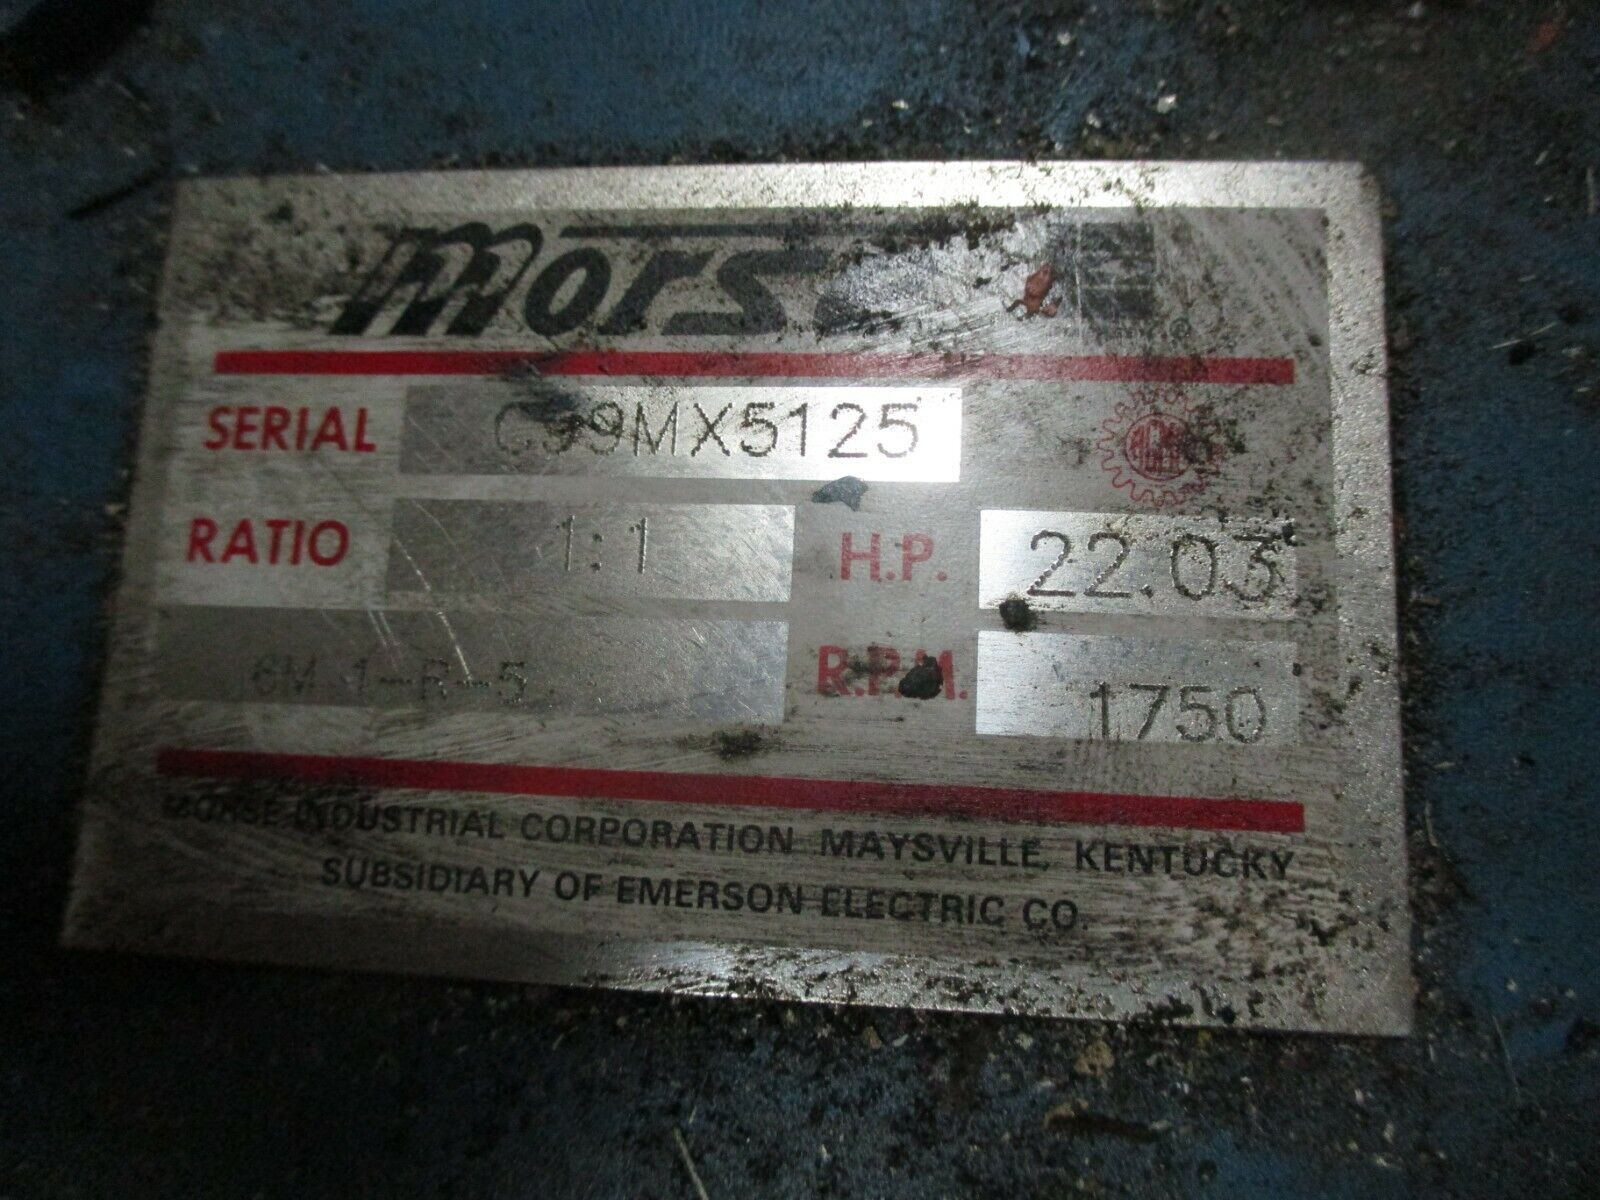 morse ®
SERIAL C99MX5125
RATIO 1:1 H.P. 22.03
6M 1-R-5 R.P.M. 1750
MORSE INDUSTRIAL CORPORATION MAYSVILLE, KENTUCKY
SUBSIDIARY OF EMERSON ELECTRIC CO.